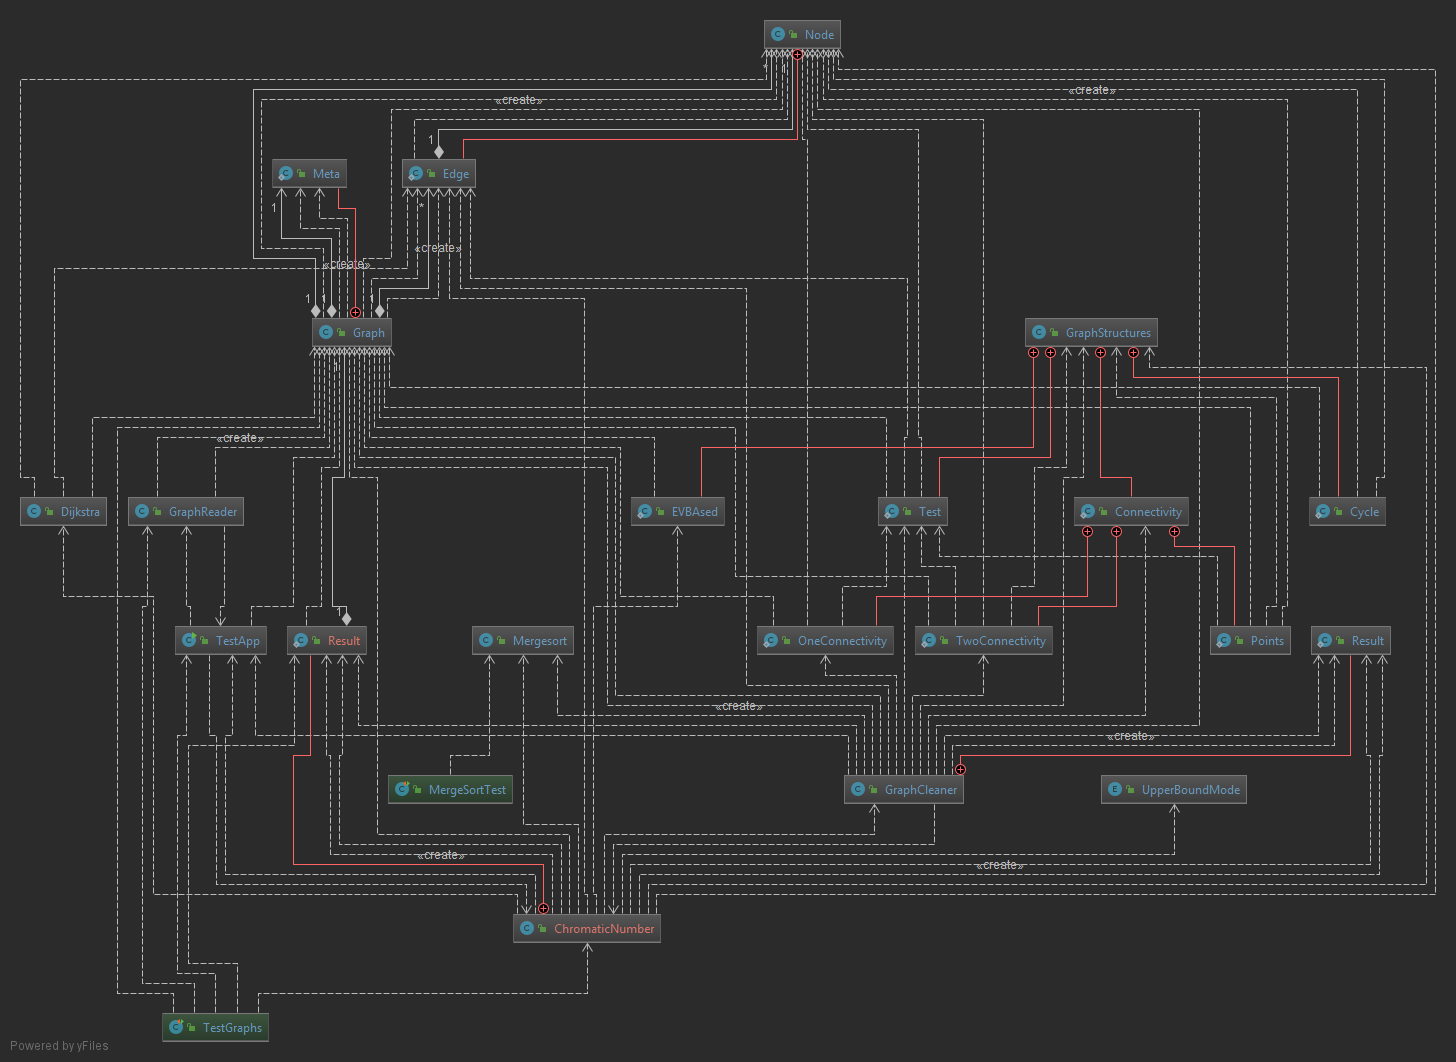 Node
*
«create»
«create»
1
Meta
Edge
1
*
«create»
«create»
1
1
1
Graph
GraphStructures
1
«create»
Dijkstra
GraphReader
EVBAsed
Test
Connectivity
Cycle
1
TestApp
Result
Mergesort
OneConnectivity
TwoConnectivity
Points
Result
«create»
«create»
MergeSortTest
GraphCleaner
E
UpperBoundMode
«create»
«create»
ChromaticNumber
TestGraphs
Powered by yFiles